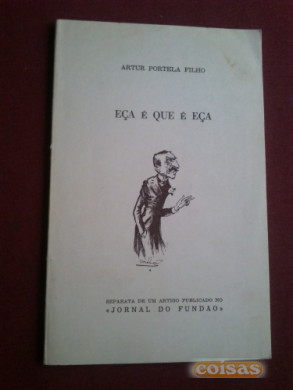 ARTUR PORTELA FILHO
EÇA É QUE É EÇA
SEPARATA DE UM ARTIGO PUBLICADO NO
«JORNAL DO FUNDÃO»
coisas